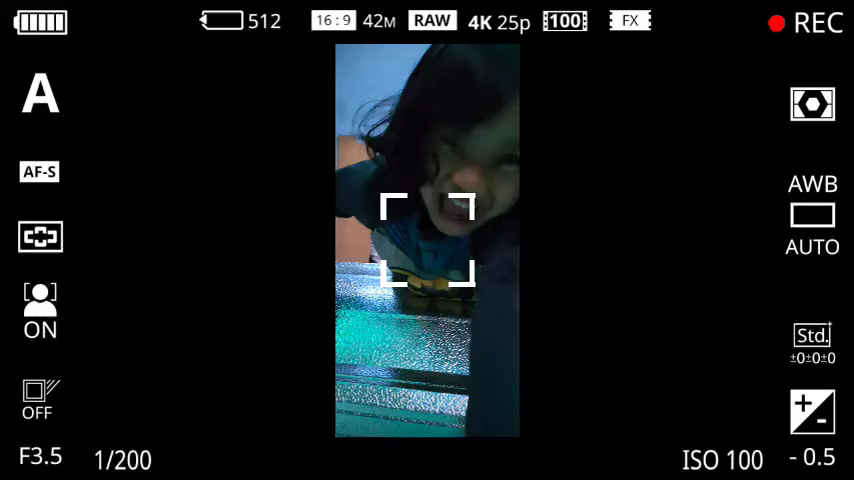 512 16 : 9 42M RAW 4K 25p 100 FX REC
A
AF-S
AWB
AUTO
ON
Std.
±0±0±0
OFF
F3.5 1/200 ISO 100 - 0.5